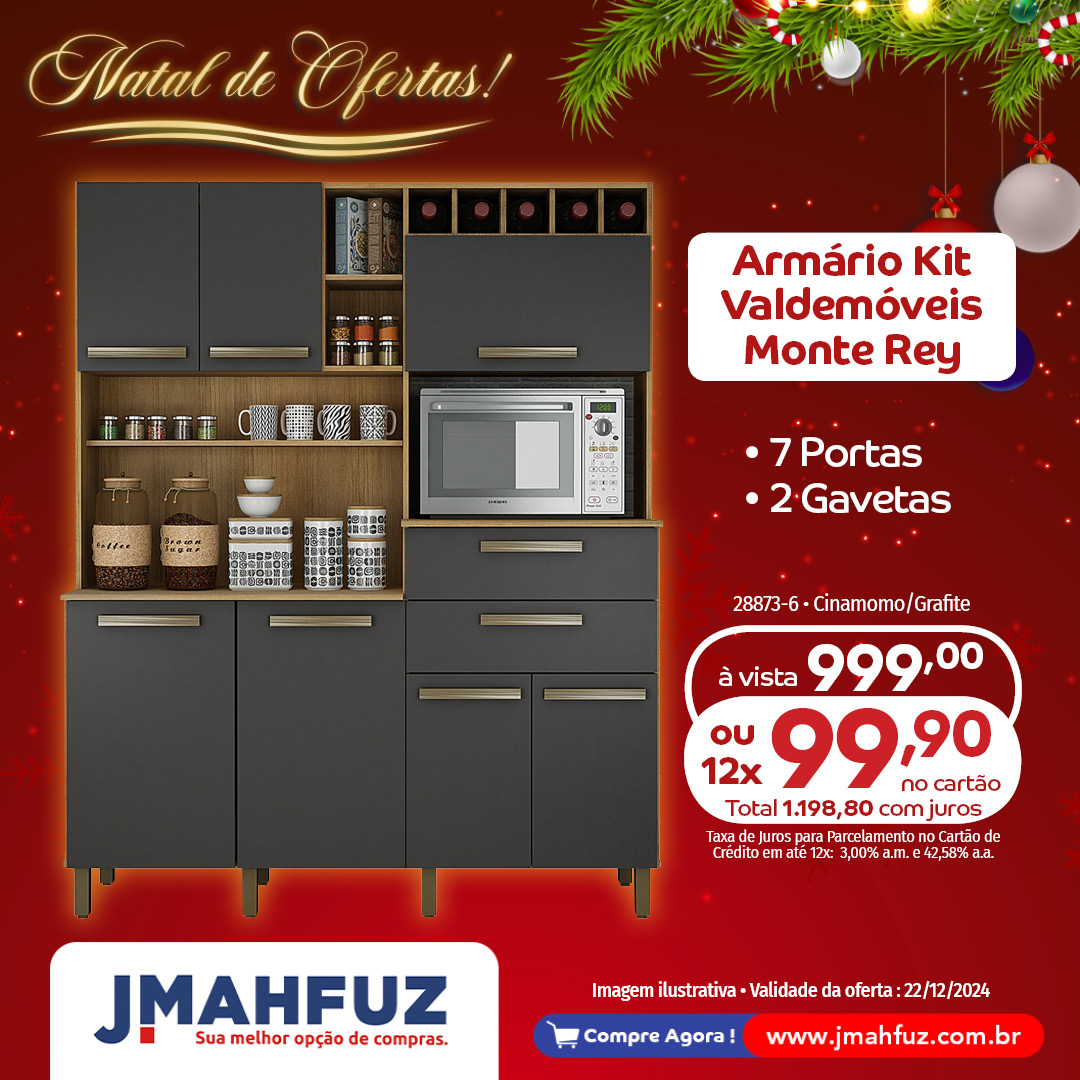 Natal de Ofertas!
Armário Kit
Valdemóveis
Monte Rey
• 7 Portas
• 2 Gavetas
28873-6 • Cinamomo/Grafite
à vista 999,00
ou 12x 99,90
no cartão
Total 1.198,80 com juros
Taxa de Juros para Parcelamento no Cartão de
Crédito em até 12x: 3,00% a.m. e 42,58% a.a.
Coffee
Brown
Sugar
JMAHFUZ
Sua melhor opção de compras.
Imagem ilustrativa • Validade da oferta : 22/12/2024
Compre Agora !
www.jmahfuz.com.br